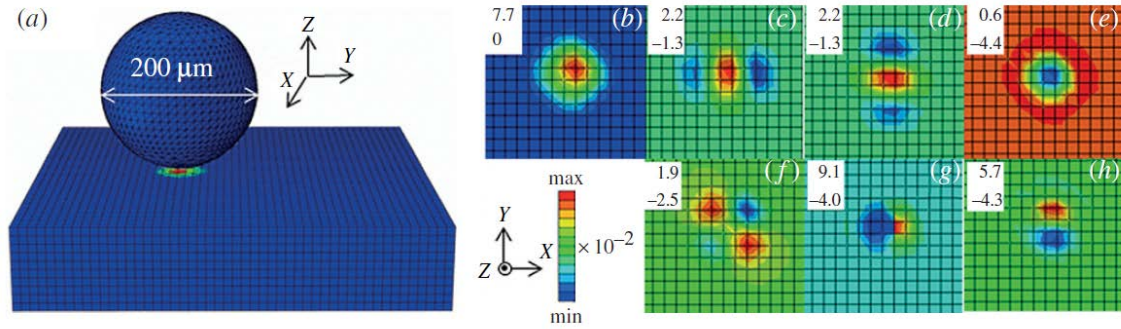 (a)
200 µm
Z
Y
X
7.7
0
(b)
2.2
–1.3
(c)
2.2
–1.3
(d)
0.6
–4.4
(e)
max
× 10⁻²
min
Y
X
Z
1.9
–2.5
(f)
9.1
–4.0
(g)
5.7
–4.3
(h)